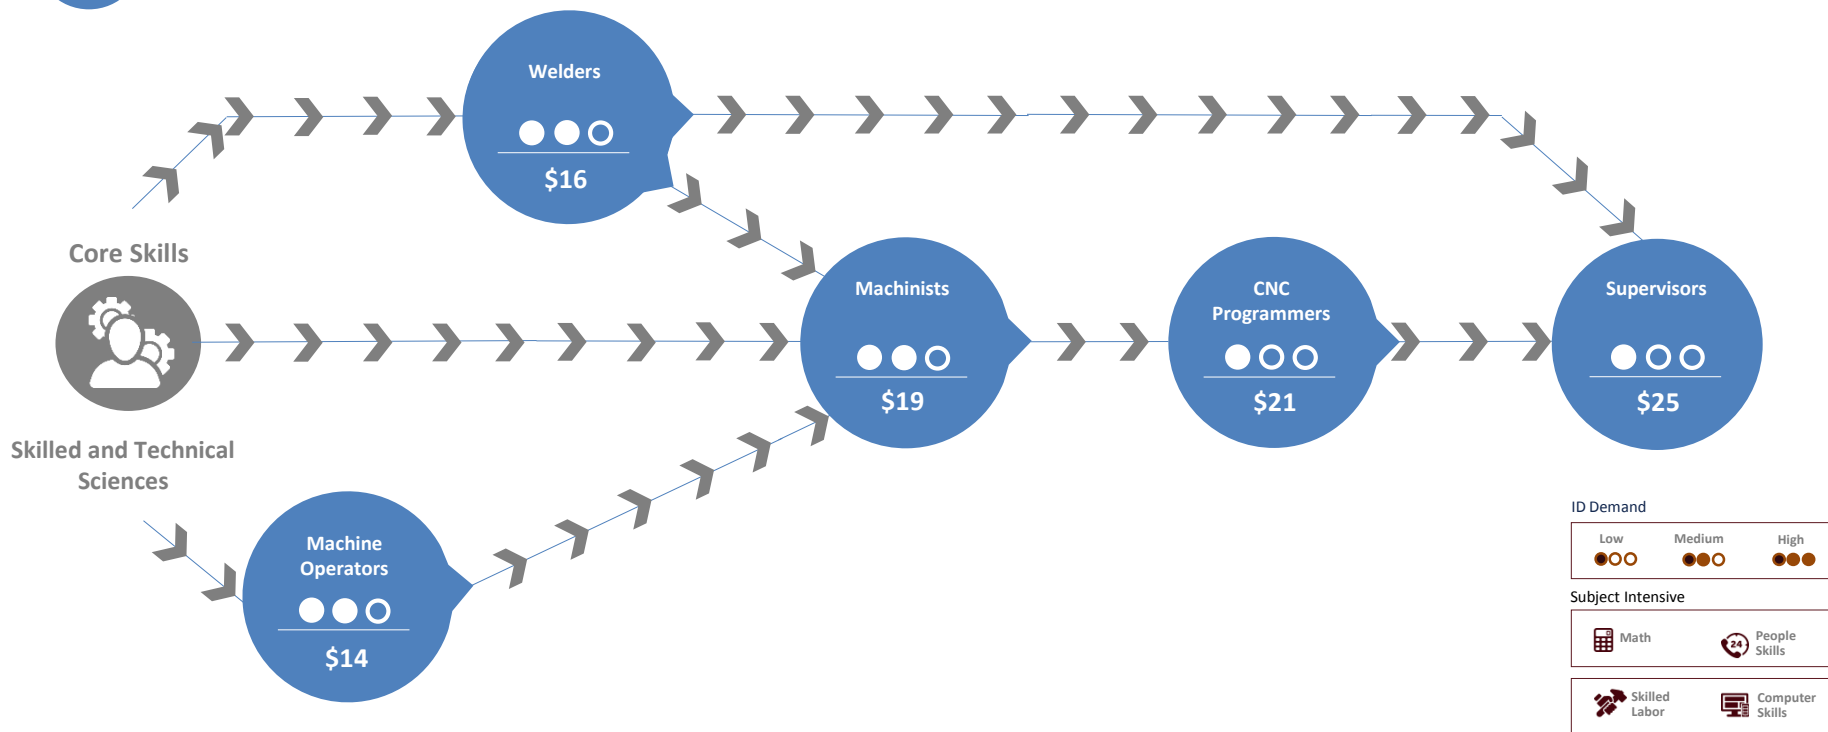 Welders
$16
Core Skills
Machinists
$19
CNC
Programmers
$21
Supervisors
$25
Skilled and Technical
Sciences
Machine
Operators
$14
ID Demand
Low
Medium
High
Subject Intensive
Math
24
People
Skills
Skilled
Labor
Computer
Skills